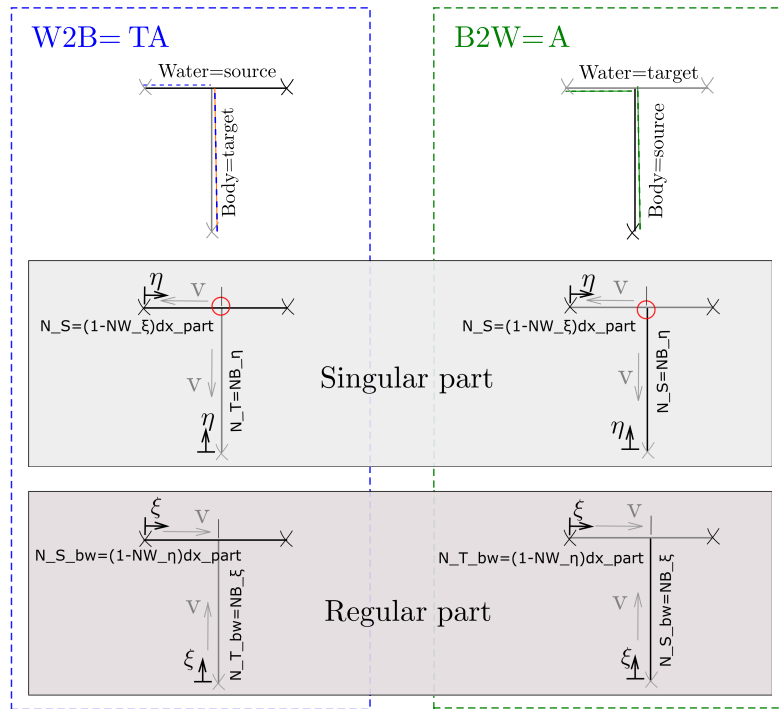 W2B= TA
B2W= A
Water=source
Body=target
Water=target
Body=source
η
v
N_S=(1-NW_ξ)dx_part
v
N_T=NB_η
η
η
v
N_S=(1-NW_ξ)dx_part
v
N_S=NB_η
η
Singular part
ξ
v
N_S_bw=(1-NW_η)dx_part
v
N_T_bw=NB_ξ
ξ
ξ
v
N_T_bw=(1-NW_η)dx_part
v
N_S_bw=NB_ξ
ξ
Regular part